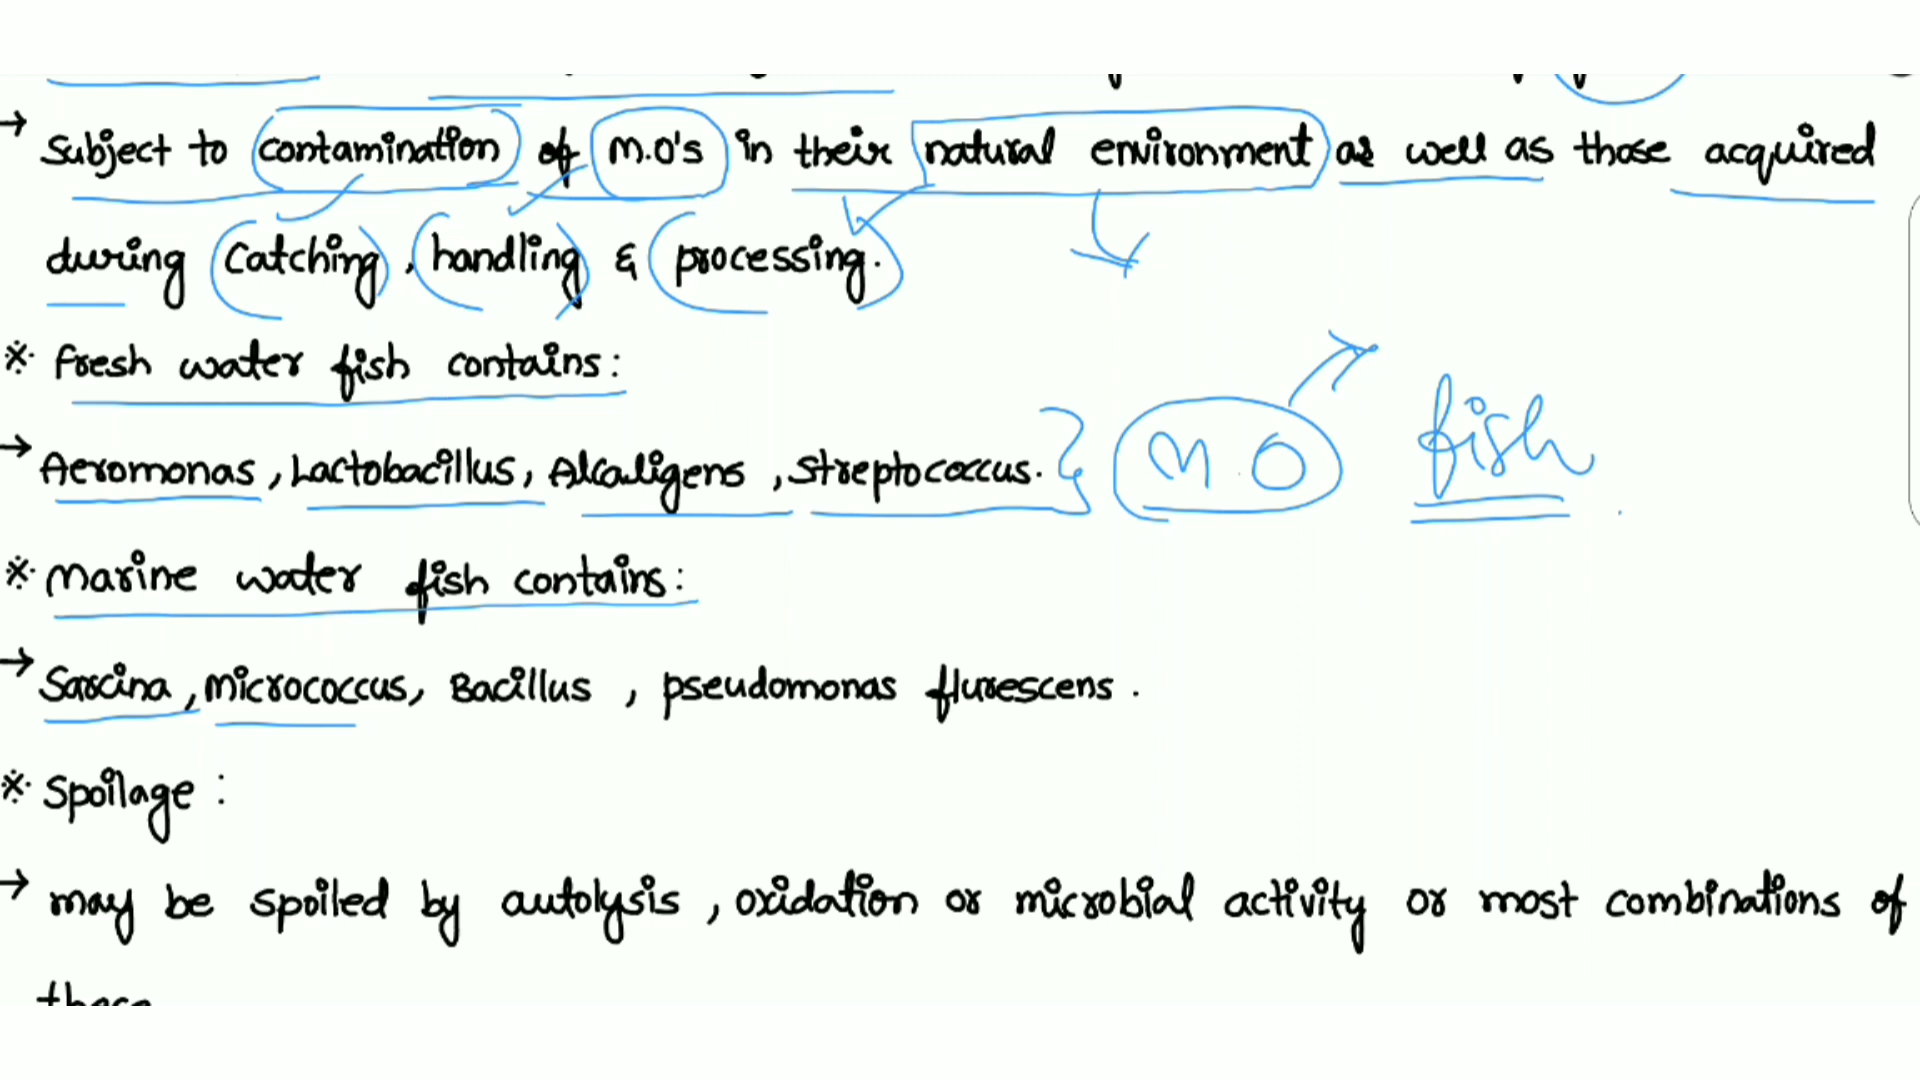 → Subject to contamination of M.O's in their natural environment as well as those acquired
during Catching, handling & processing.
※ fresh water fish contains:
→ Aeromonas, Lactobacillus, Alcaligens, Streptococcus. } M.O fish
※ Marine water fish contains:
→ Sarcina, Micrococcus, Bacillus, pseudomonas flurescens.
※ Spoilage:
→ may be spoiled by autolysis, oxidation or microbial activity or most combinations of